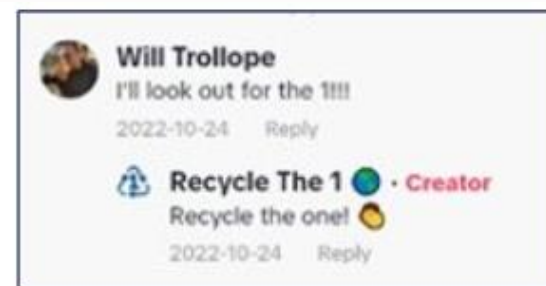 Will Trollope
I'll look out for the 1!!!
2022-10-24 Reply
Recycle The 1 🌍 · Creator
Recycle the one! 👏
2022-10-24 Reply